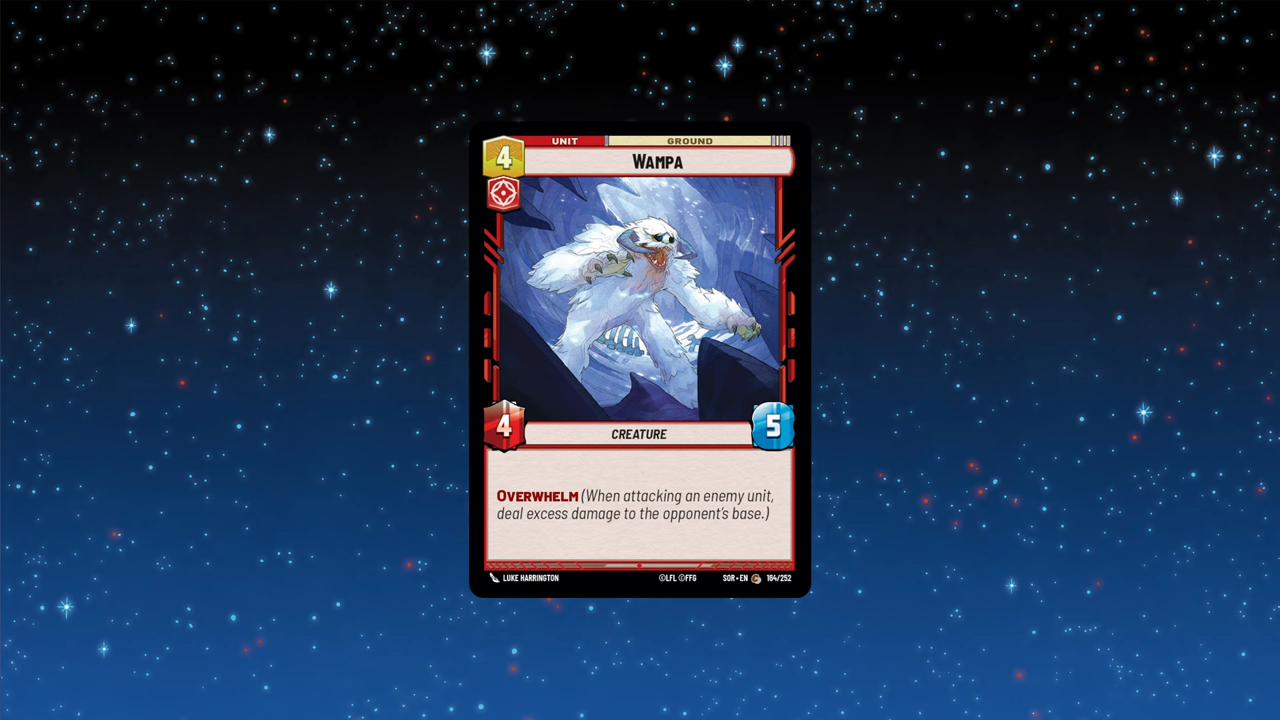 UNIT GROUND
4 WAMPA
4 CREATURE 5
OVERWHELM (When attacking an enemy unit,
deal excess damage to the opponent's base.)
LUKE HARRINGTON ©LFL ©FFG SOR • EN C 164/252